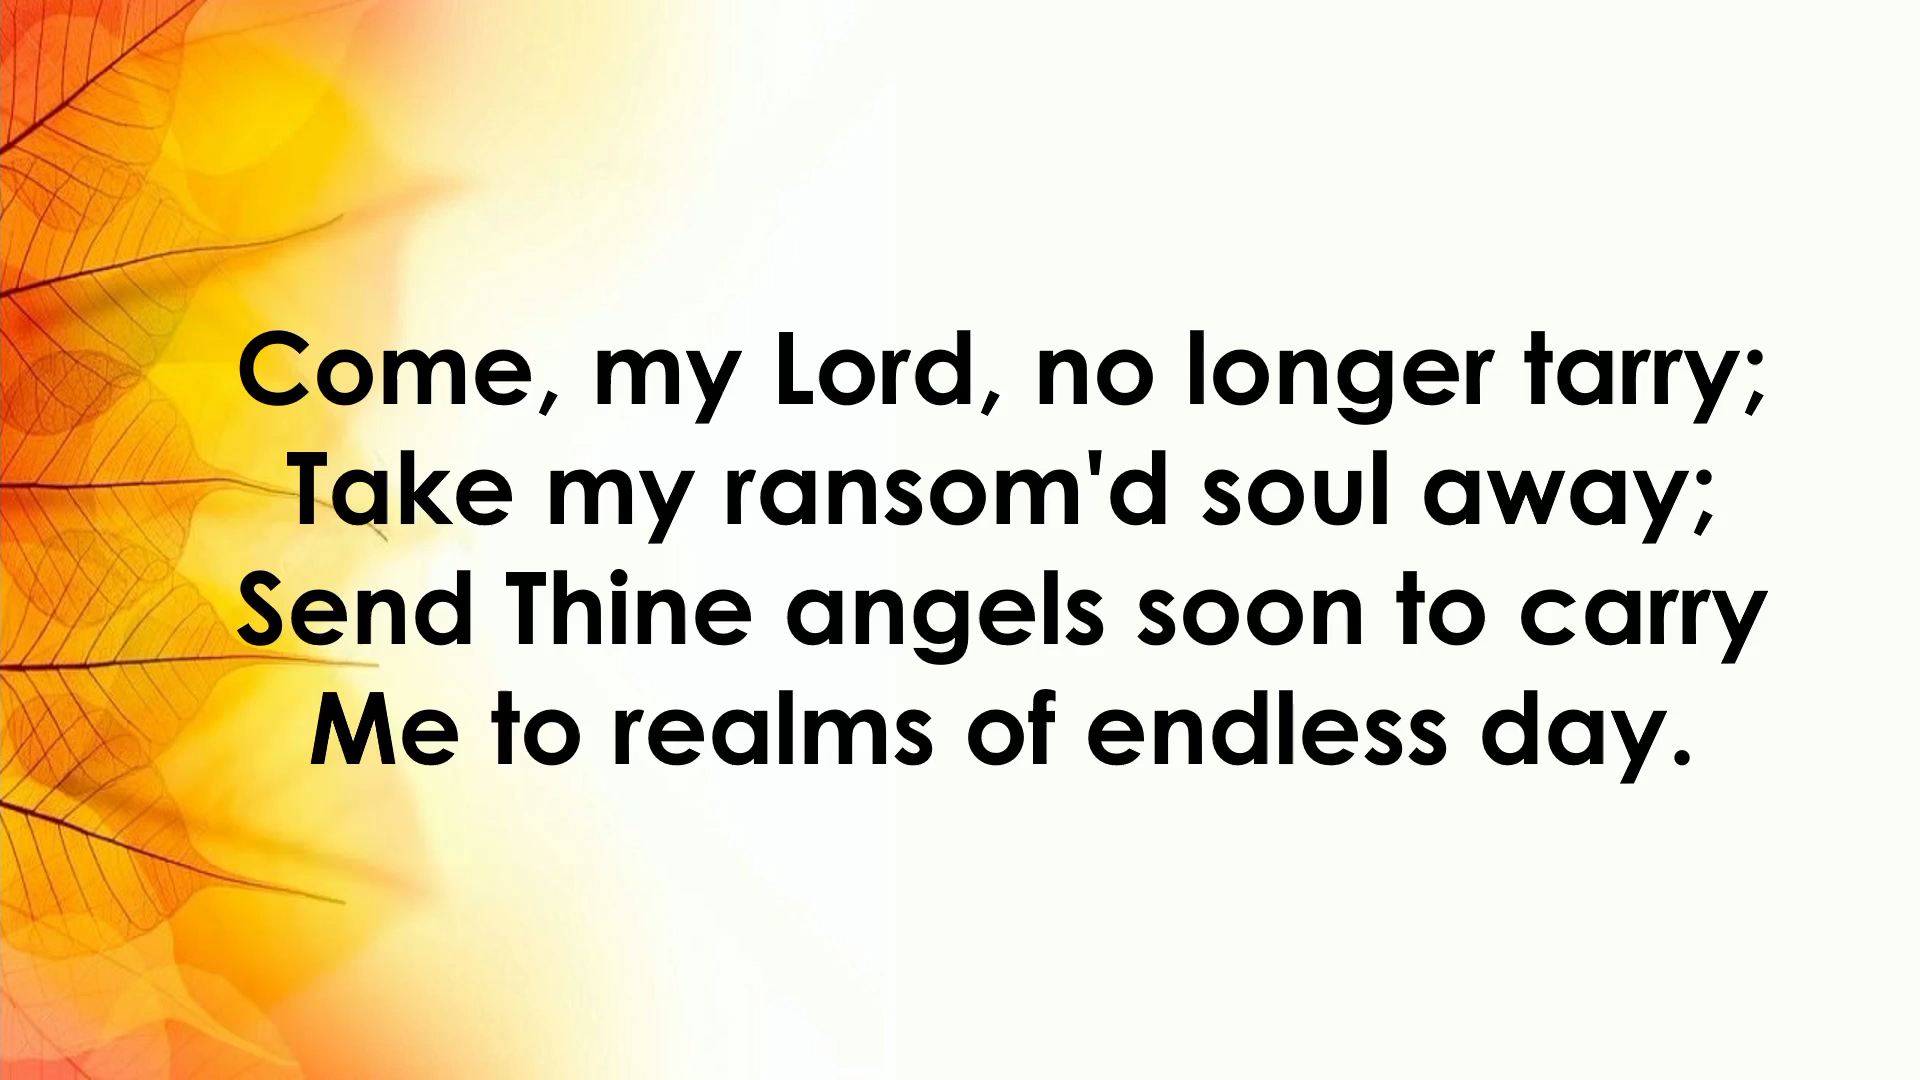 Come, my Lord, no longer tarry;
Take my ransom'd soul away;
Send Thine angels soon to carry
Me to realms of endless day.